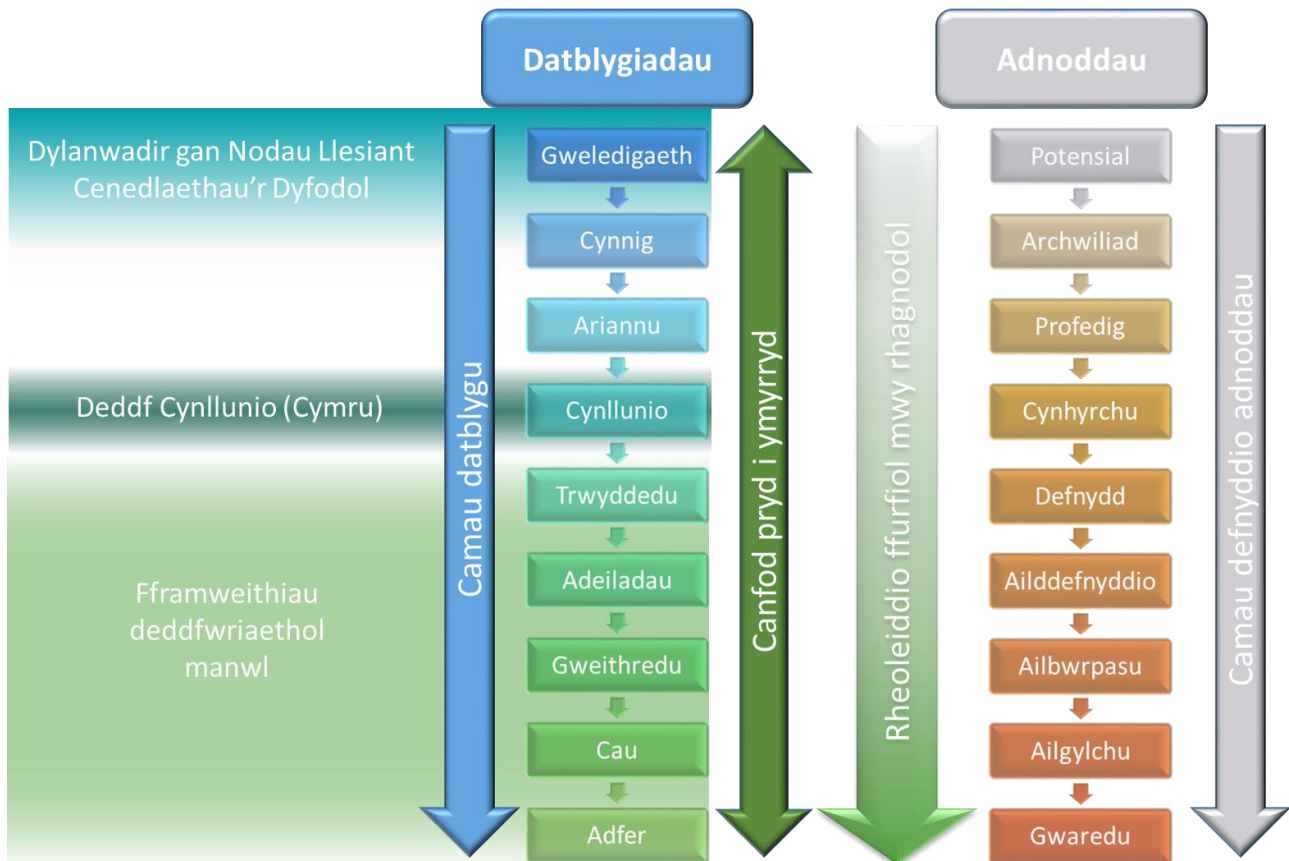 Datblygiadau
Adnoddau
Dylanwadir gan Nodau Llesiant
Cenedlaethau'r Dyfodol
Deddf Cynllunio (Cymru)
Fframweithiau
deddfwriaethol
manwl
Camau datblygu
Gweledigaeth
Cynnig
Ariannu
Cynllunio
Trwyddedu
Adeiladau
Gweithredu
Cau
Adfer
Canfod pryd i ymyrryd
Rheoleiddio ffurfiol mwy rhagnodol
Potensial
Archwiliad
Profedig
Cynhyrchu
Defnydd
Ailddefnyddio
Ailbwrpasu
Ailgylchu
Gwaredu
Camau defnyddio adnoddau